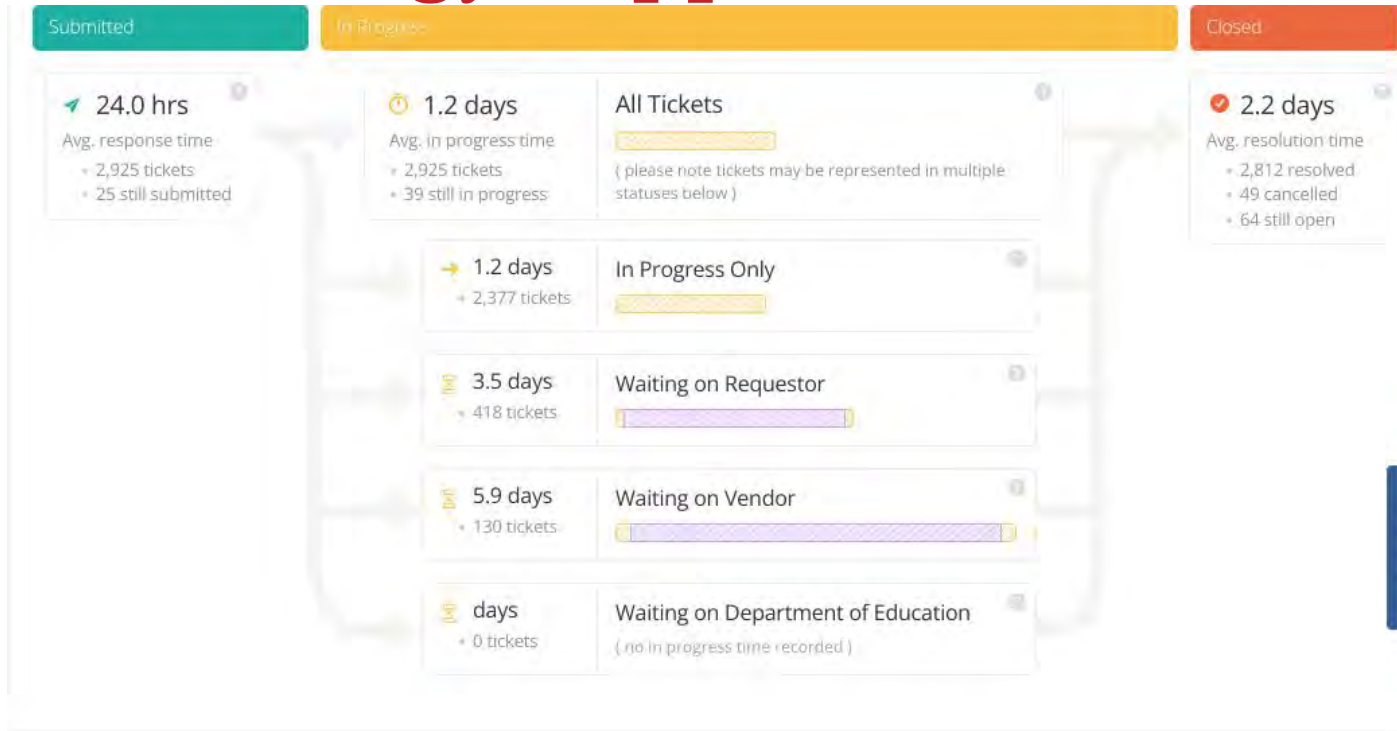 Submitted
In Progress
Closed
24.0 hrs
Avg. response time
2,925 tickets
25 still submitted
1.2 days
Avg. in progress time
2,925 tickets
39 still in progress
All Tickets
( please note tickets may be represented in multiple
statuses below )
2.2 days
Avg. resolution time
2,812 resolved
49 cancelled
64 still open
1.2 days
2,377 tickets
In Progress Only
3.5 days
418 tickets
Waiting on Requestor
5.9 days
130 tickets
Waiting on Vendor
days
0 tickets
Waiting on Department of Education
( no in progress time recorded )